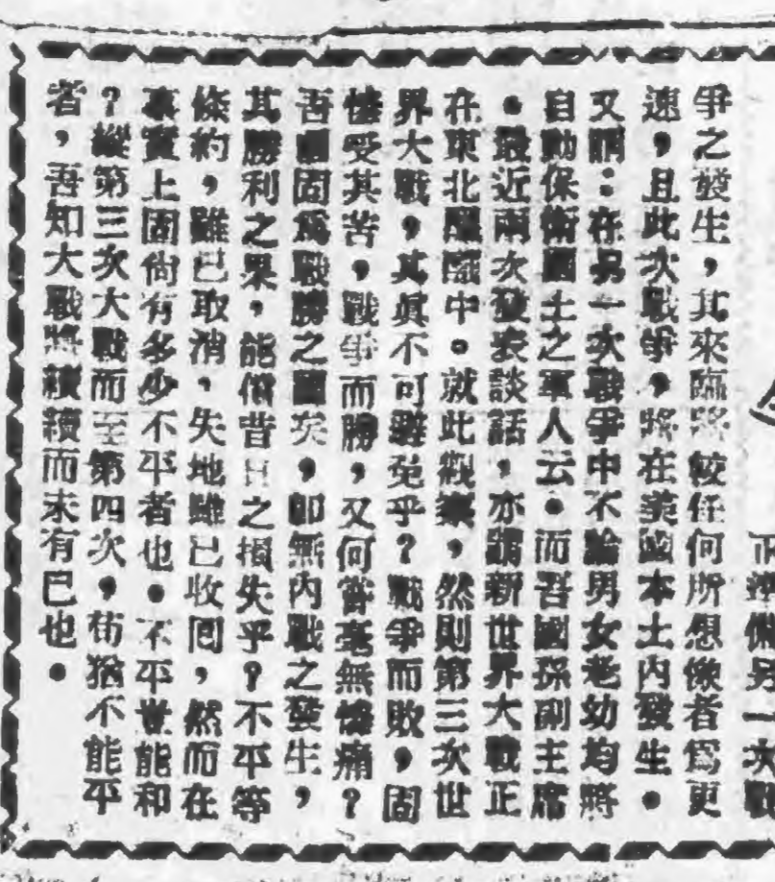 準備另一次戰
爭之發生，其來臨將較任何所想像者爲更
速，且此次戰爭，將在美國本土內發生。
又謂：在另一次戰爭中不論男女老幼均將
自動保衛國土之軍人云。而吾國孫副主席
。最近兩次發表談話，亦謂新世界大戰正
在東北醞釀中。就此觀察，然則第三次世
界大戰，其眞不可避免乎？戰爭而敗，固
慘受其苦，戰爭而勝，又何嘗毫無慘痛？
吾國固爲戰勝之國矣，卽無內戰之發生，
其勝利之果，能償昔日之損失乎？不平等
條約，雖已取消，失地雖已收囘，然而在
事實上固尙有多少不平者也。不平豈能和
？縱第三次大戰而至第四次，猶不能平
者，吾知大戰將續續而未有已也。